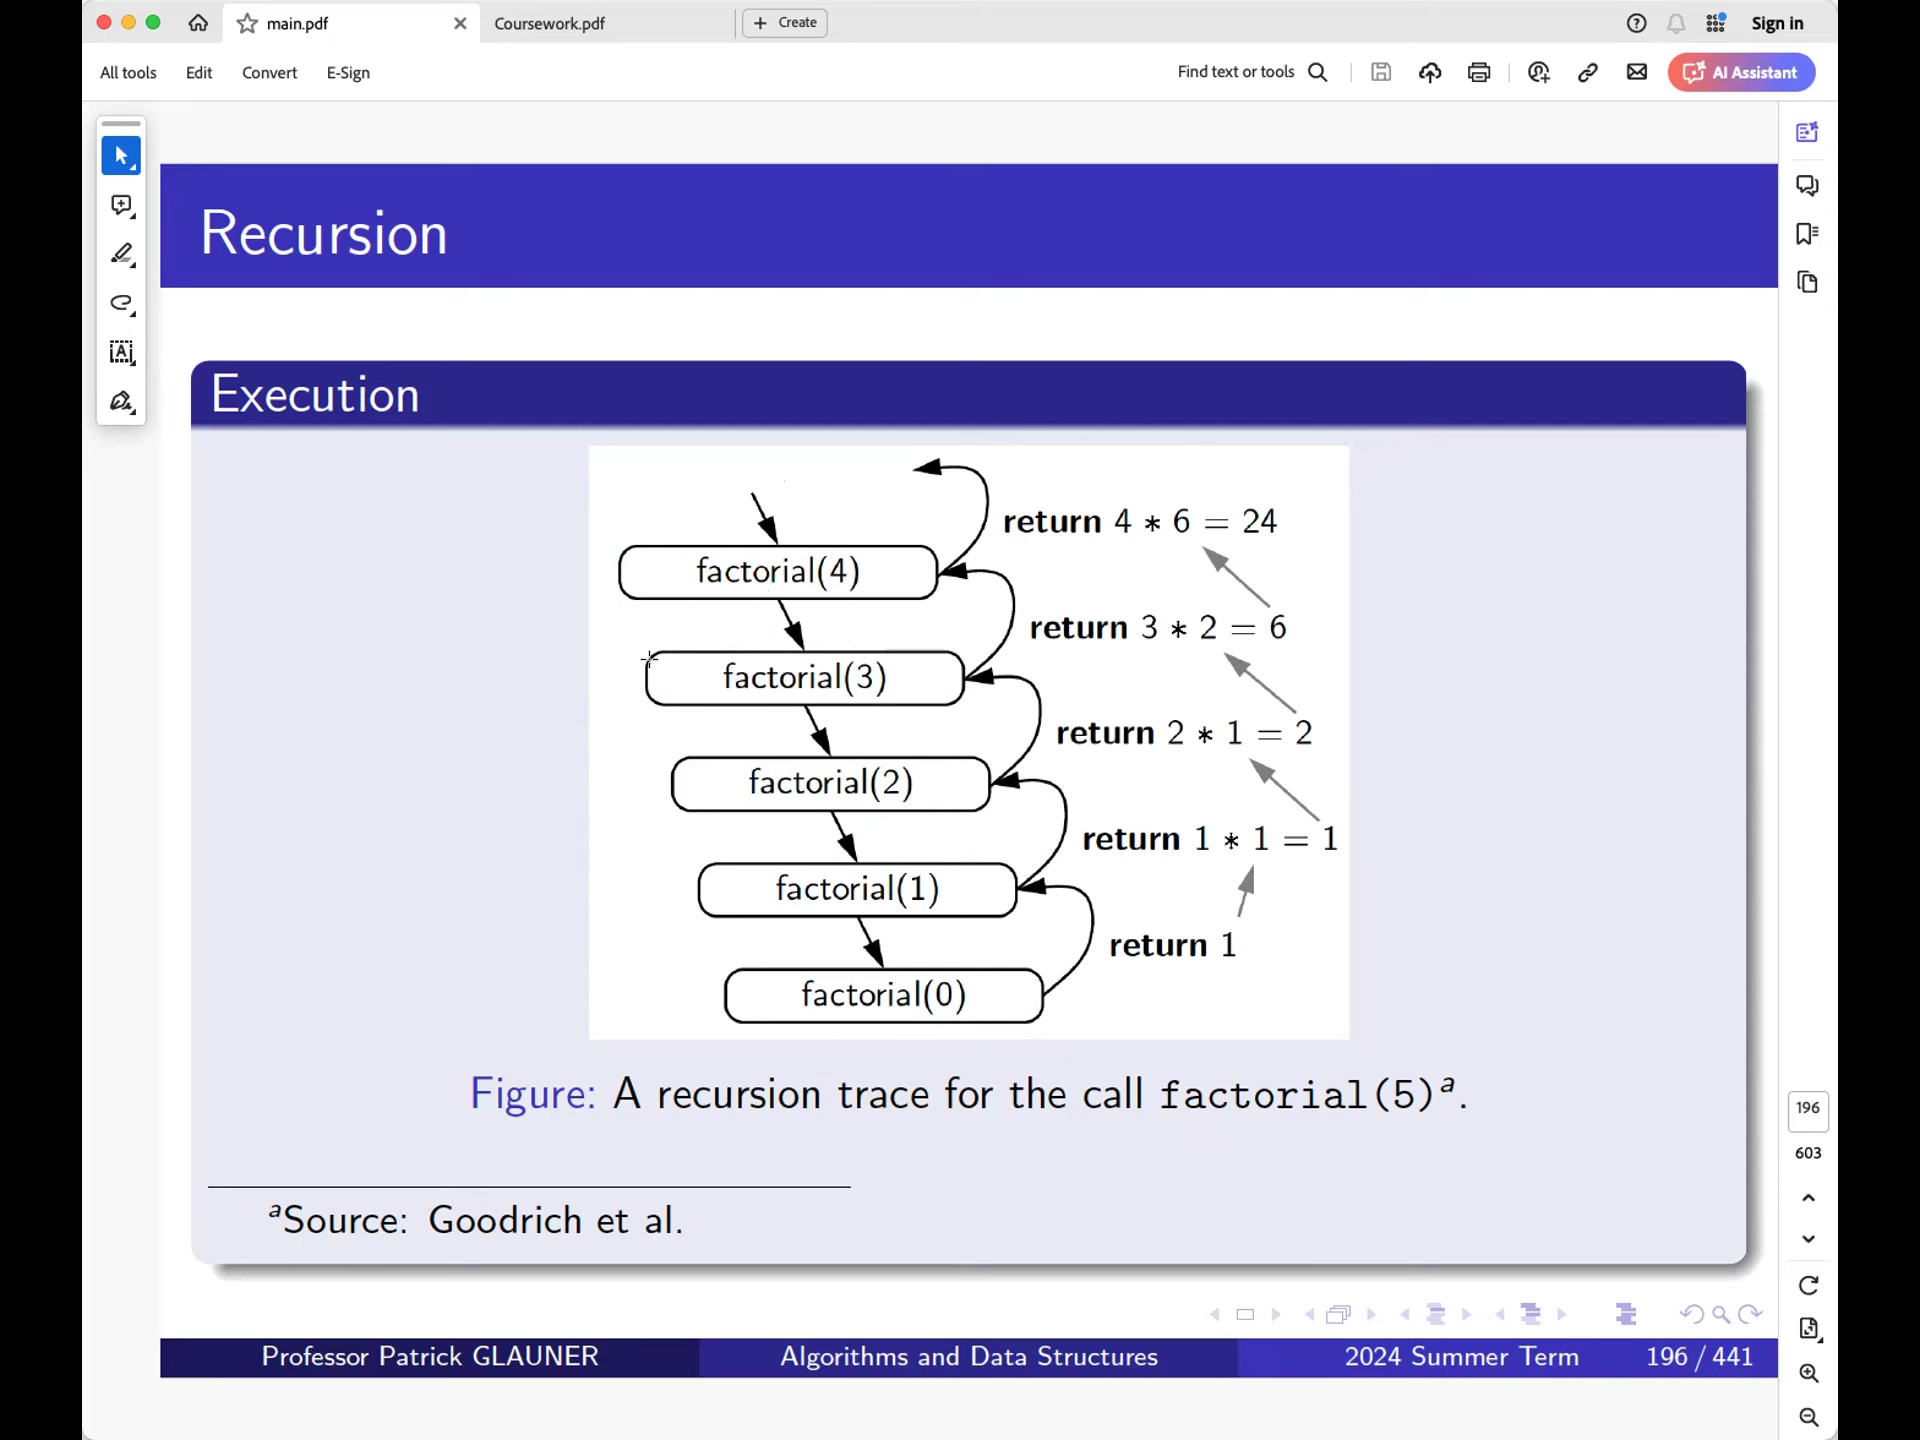 main.pdf
Coursework.pdf
Create
Sign in
All tools
Edit
Convert
E-Sign
Find text or tools
AI Assistant
Recursion
Execution
return 4 ∗ 6 = 24
factorial(4)
return 3 ∗ 2 = 6
factorial(3)
return 2 ∗ 1 = 2
factorial(2)
return 1 ∗ 1 = 1
factorial(1)
return 1
factorial(0)
Figure: A recursion trace for the call factorial(5)ᵃ.
ᵃSource: Goodrich et al.
196
603
Professor Patrick GLAUNER
Algorithms and Data Structures
2024 Summer Term
196 / 441